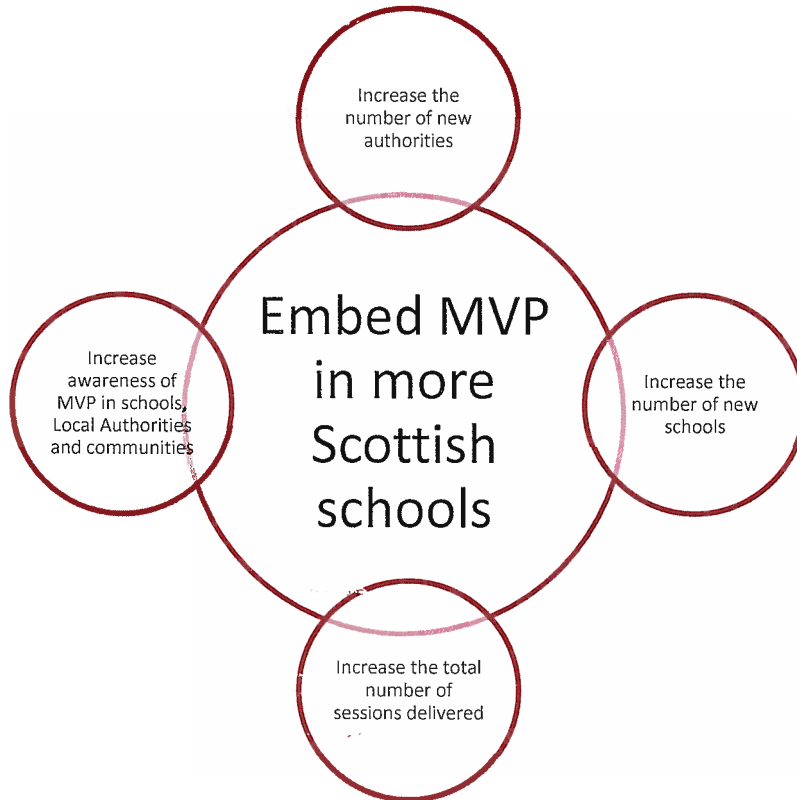 Increase the
number of new
authorities
Embed MVP
in more
Scottish
schools
Increase
awareness of
MVP in schools,
Local Authorities
and communities
Increase the
number of new
schools
Increase the total
number of
sessions delivered